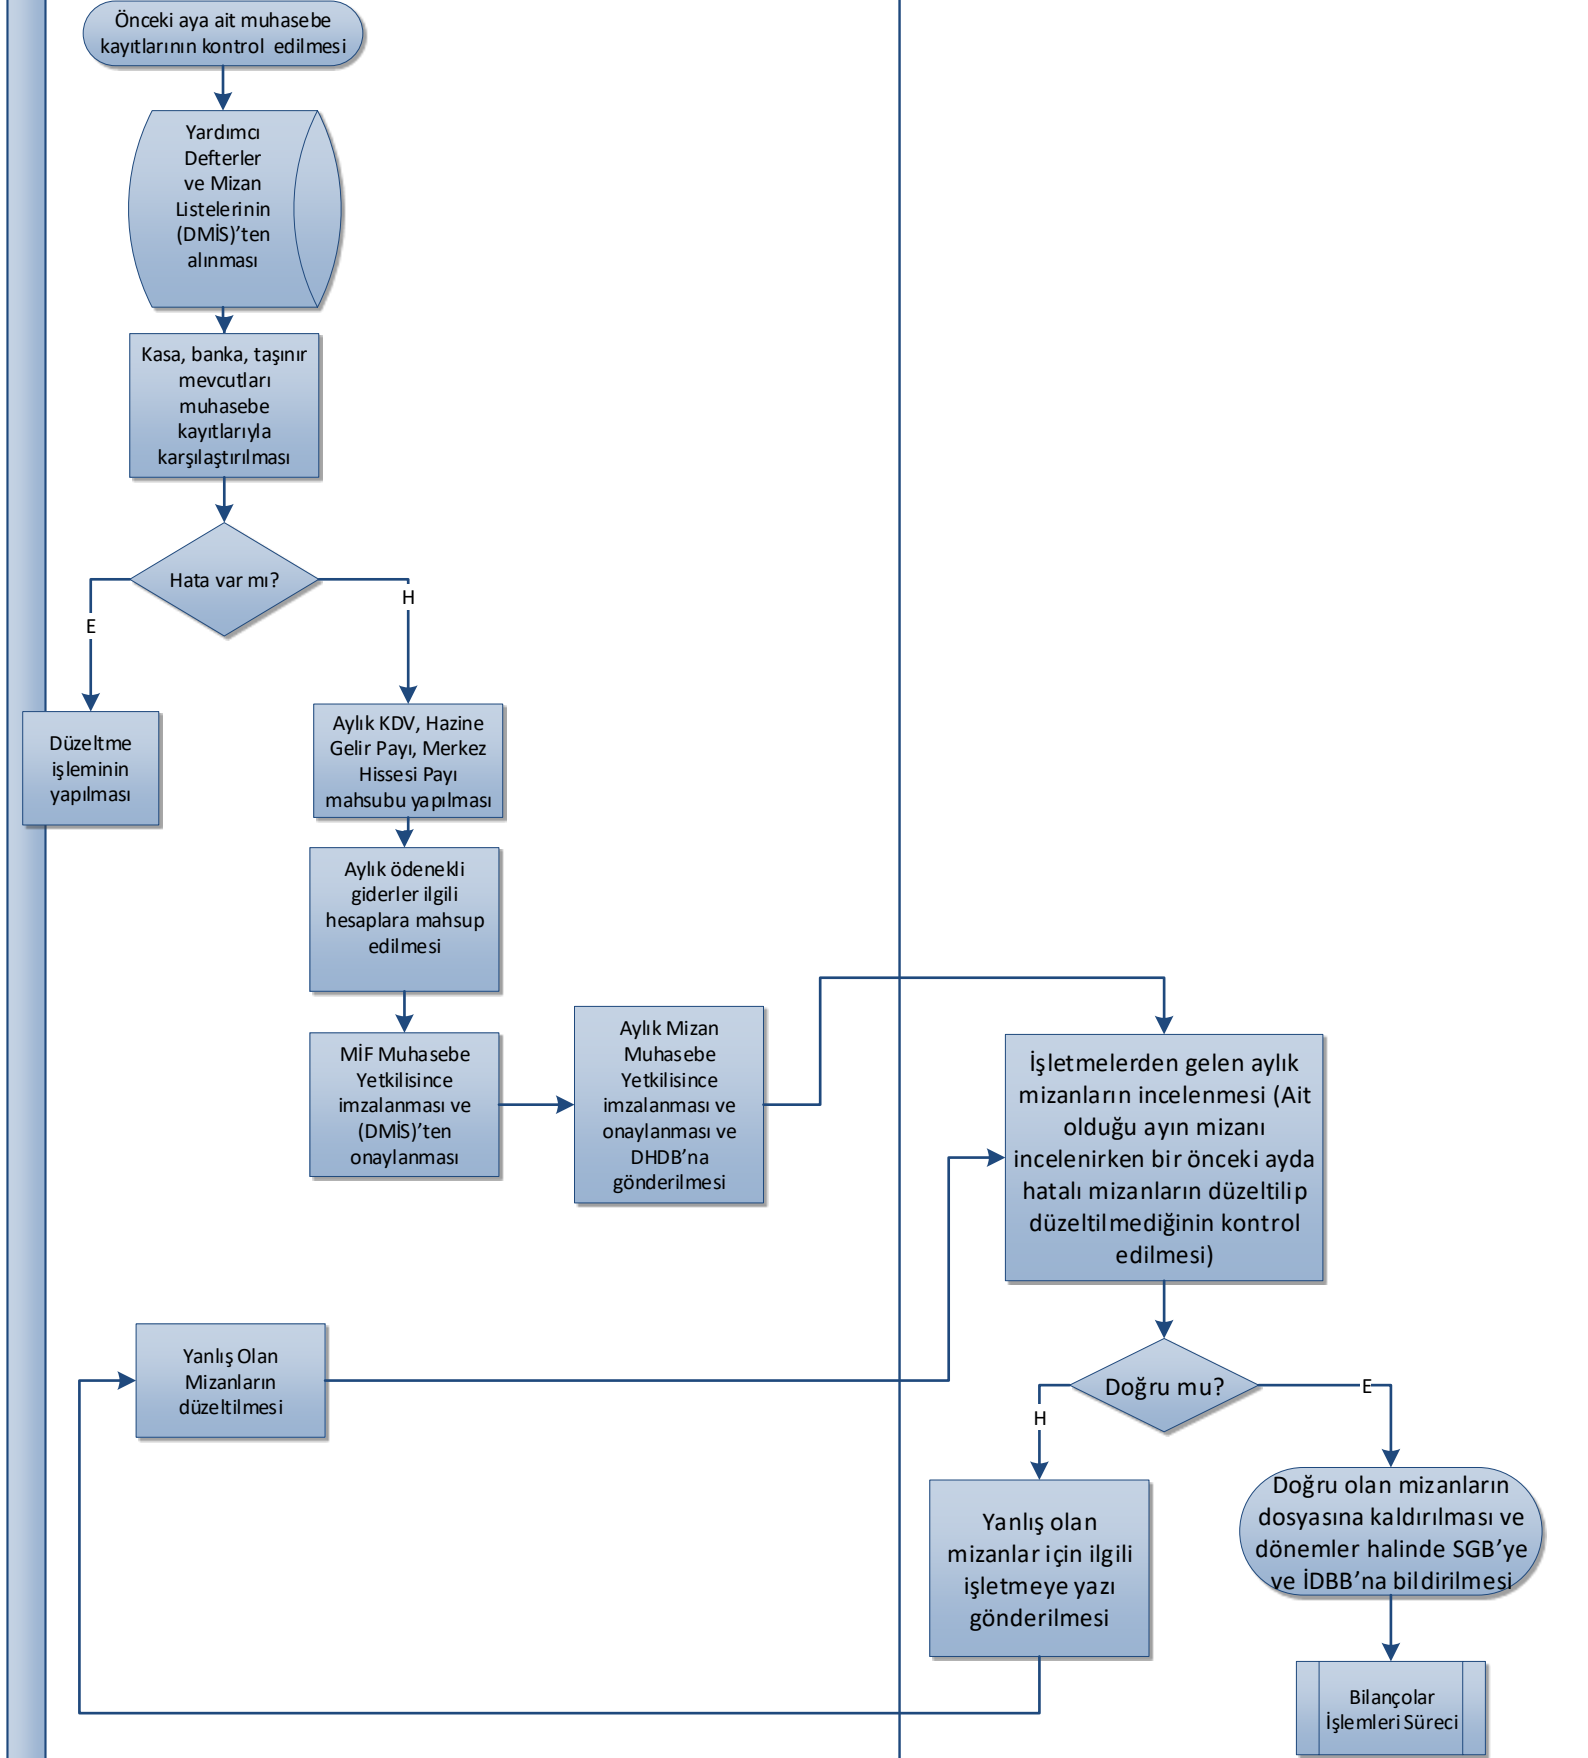 Önceki aya ait muhasebe
kayıtlarının kontrol edilmesi
Yardımcı
Defterler
ve Mizan
Listelerinin
(DMİS)’ten
alınması
Kasa, banka, taşınır
mevcutları
muhasebe
kayıtlarıyla
karşılaştırılması
Hata var mı?
E
H
Düzeltme
işleminin
yapılması
Aylık KDV, Hazine
Gelir Payı, Merkez
Hissesi Payı
mahsubu yapılması
Aylık ödenekli
giderler ilgili
hesaplara mahsup
edilmesi
MİF Muhasebe
Yetkilisince
imzalanması ve
(DMİS)’ten
onaylanması
Aylık Mizan
Muhasebe
Yetkilisince
imzalanması ve
onaylanması ve
DHDB’na
gönderilmesi
İşletmelerden gelen aylık
mizanların incelenmesi (Ait
olduğu ayın mizanı
incelenirken bir önceki ayda
hatalı mizanların düzeltilip
düzeltilmediğinin kontrol
edilmesi)
Yanlış Olan
Mizanların
düzeltilmesi
Doğru mu?
H
E
Yanlış olan
mizanlar için ilgili
işletmeye yazı
gönderilmesi
Doğru olan mizanların
dosyasına kaldırılması ve
dönemler halinde SGB’ye
ve İDBB’na bildirilmesi
Bilançolar
İşlemleri Süreci